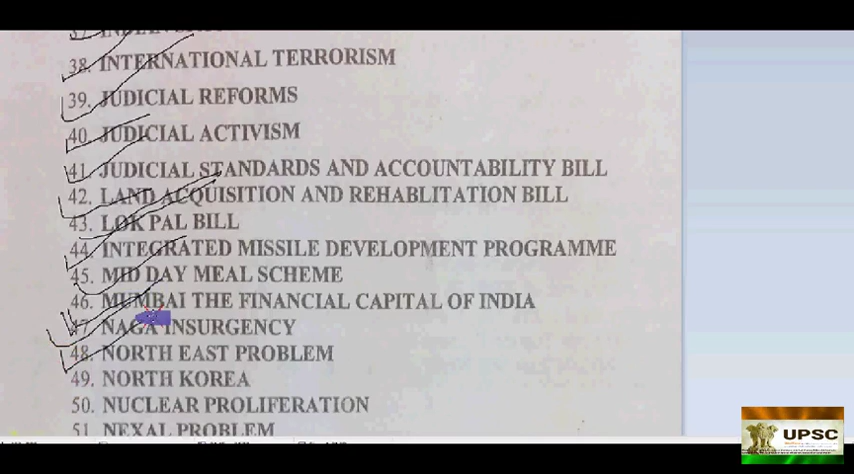 38. INTERNATIONAL TERRORISM
39. JUDICIAL REFORMS
40. JUDICIAL ACTIVISM
41. JUDICIAL STANDARDS AND ACCOUNTABILITY BILL
42. LAND ACQUISITION AND REHABLITATION BILL
43. LOK PAL BILL
44. INTEGRATED MISSILE DEVELOPMENT PROGRAMME
45. MID DAY MEAL SCHEME
46. MUMBAI THE FINANCIAL CAPITAL OF INDIA
47. NAGA INSURGENCY
48. NORTH EAST PROBLEM
49. NORTH KOREA
50. NUCLEAR PROLIFERATION
51. NEXAL PROBLEM
UPSC